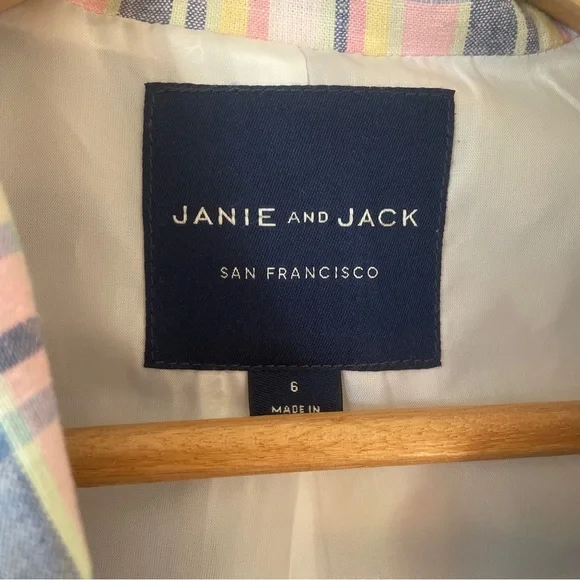 JANIE AND JACK
SAN FRANCISCO
6
MADE IN